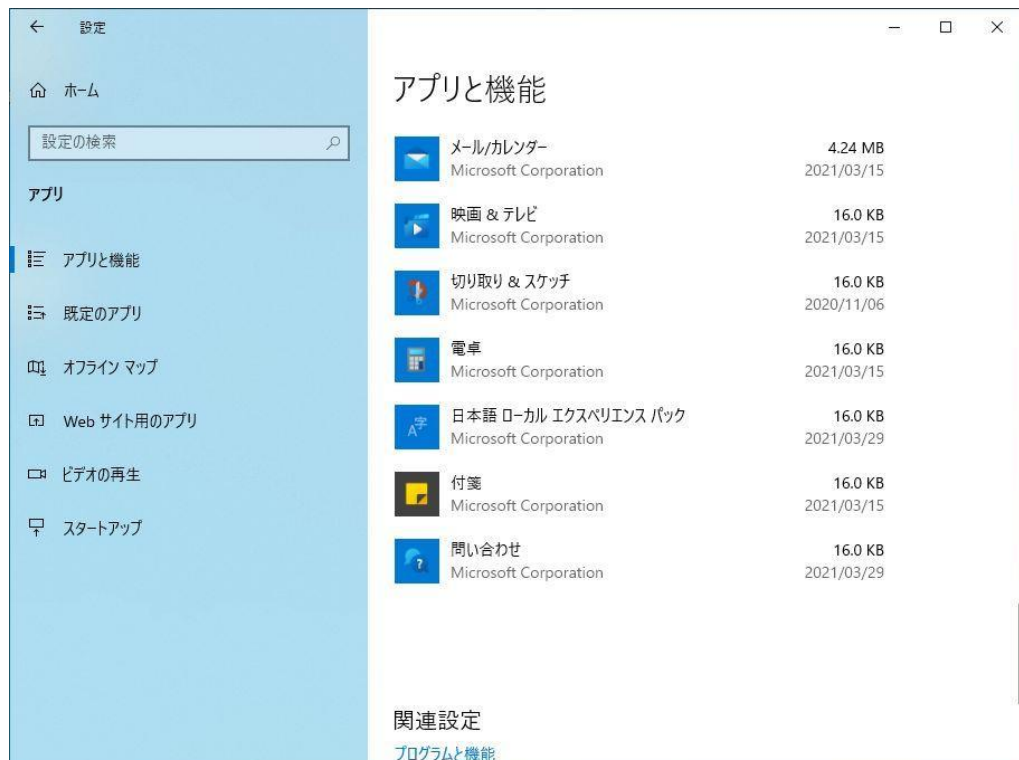 設定
ホーム
設定の検索
アプリ
アプリと機能
既定のアプリ
オフライン マップ
Web サイト用のアプリ
ビデオの再生
スタートアップ
アプリと機能
メール/カレンダー 4.24 MB
Microsoft Corporation 2021/03/15
映画 & テレビ 16.0 KB
Microsoft Corporation 2021/03/15
切り取り & スケッチ 16.0 KB
Microsoft Corporation 2020/11/06
電卓 16.0 KB
Microsoft Corporation 2021/03/15
日本語 ローカル エクスペリエンス パック 16.0 KB
Microsoft Corporation 2021/03/29
付箋 16.0 KB
Microsoft Corporation 2021/03/15
問い合わせ 16.0 KB
Microsoft Corporation 2021/03/29
関連設定
プログラムと機能